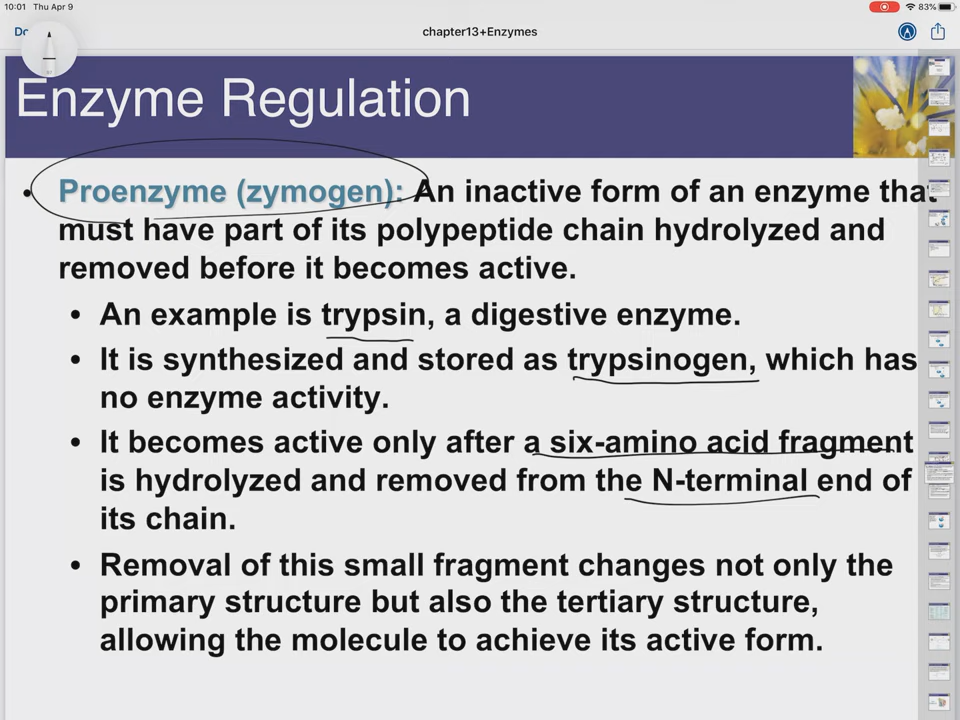 10:01 Thu Apr 9
83%
chapter13+Enzymes
Enzyme Regulation
• Proenzyme (zymogen): An inactive form of an enzyme that
must have part of its polypeptide chain hydrolyzed and
removed before it becomes active.
• An example is trypsin, a digestive enzyme.
• It is synthesized and stored as trypsinogen, which has
no enzyme activity.
• It becomes active only after a six-amino acid fragment
is hydrolyzed and removed from the N-terminal end of
its chain.
• Removal of this small fragment changes not only the
primary structure but also the tertiary structure,
allowing the molecule to achieve its active form.